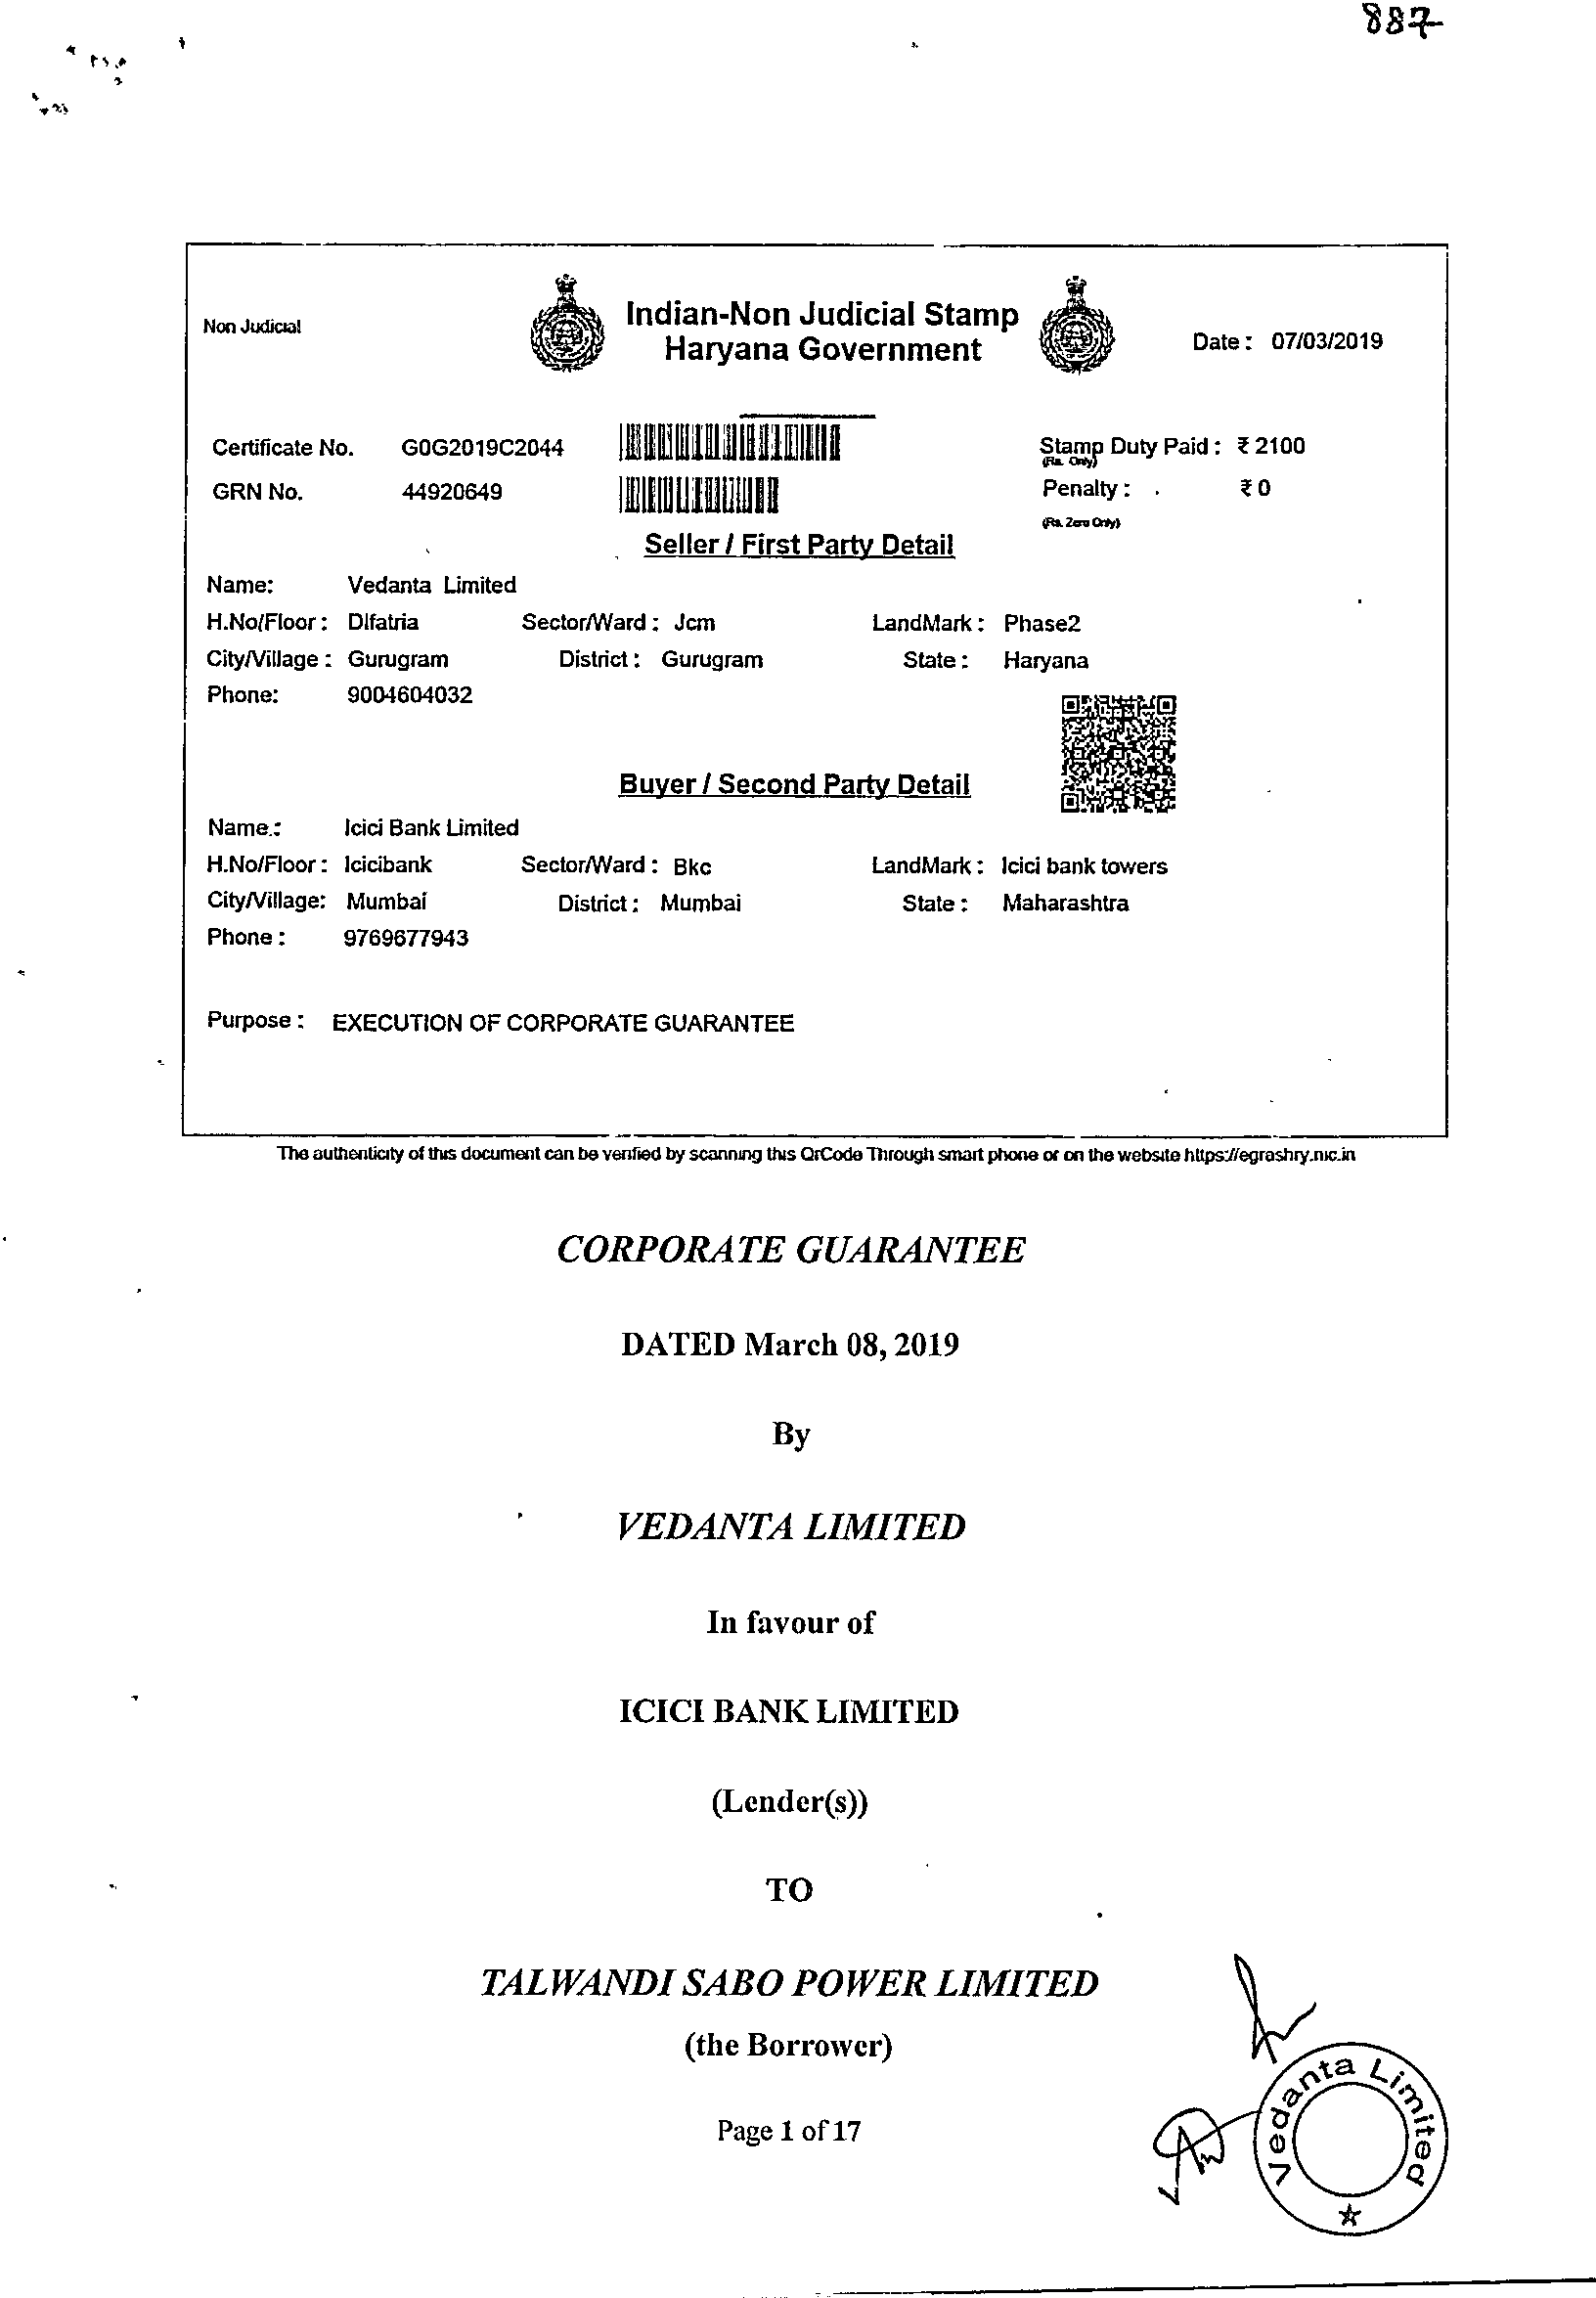 887
Non Judicial
Indian-Non Judicial Stamp
Haryana Government
Date : 07/03/2019
Certificate No. G0G2019C2044
Stamp Duty Paid : ₹ 2100
(Rs. Only)
GRN No. 44920649
Penalty : ₹ 0
(Rs. Zero Only)
Seller / First Party Detail
Name: Vedanta Limited
H.No/Floor : Dlfatria Sector/Ward : Jcm LandMark : Phase2
City/Village : Gurugram District : Gurugram State : Haryana
Phone: 9004604032
Buyer / Second Party Detail
Name : Icici Bank Limited
H.No/Floor : Icicibank Sector/Ward : Bkc LandMark : Icici bank towers
City/Village: Mumbai District : Mumbai State : Maharashtra
Phone : 9769677943
Purpose : EXECUTION OF CORPORATE GUARANTEE
The authenticity of this document can be verified by scanning this QrCode Through smart phone or on the website https://egrashry.nic.in
CORPORATE GUARANTEE
DATED March 08, 2019
By
VEDANTA LIMITED
In favour of
ICICI BANK LIMITED
(Lender(s))
TO
TALWANDI SABO POWER LIMITED
(the Borrower)
Page 1 of 17
Vedanta Limited